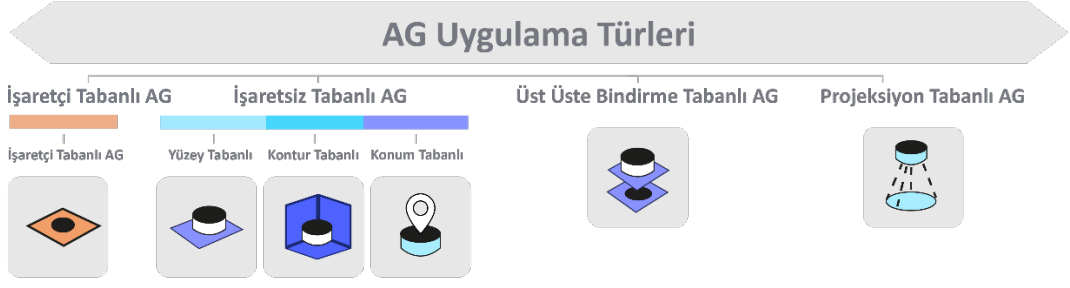 AG Uygulama Türleri
İşaretçi Tabanlı AG
İşaretsiz Tabanlı AG
Üst Üste Bindirme Tabanlı AG
Projeksiyon Tabanlı AG
İşaretçi Tabanlı AG
Yüzey Tabanlı
Kontur Tabanlı
Konum Tabanlı